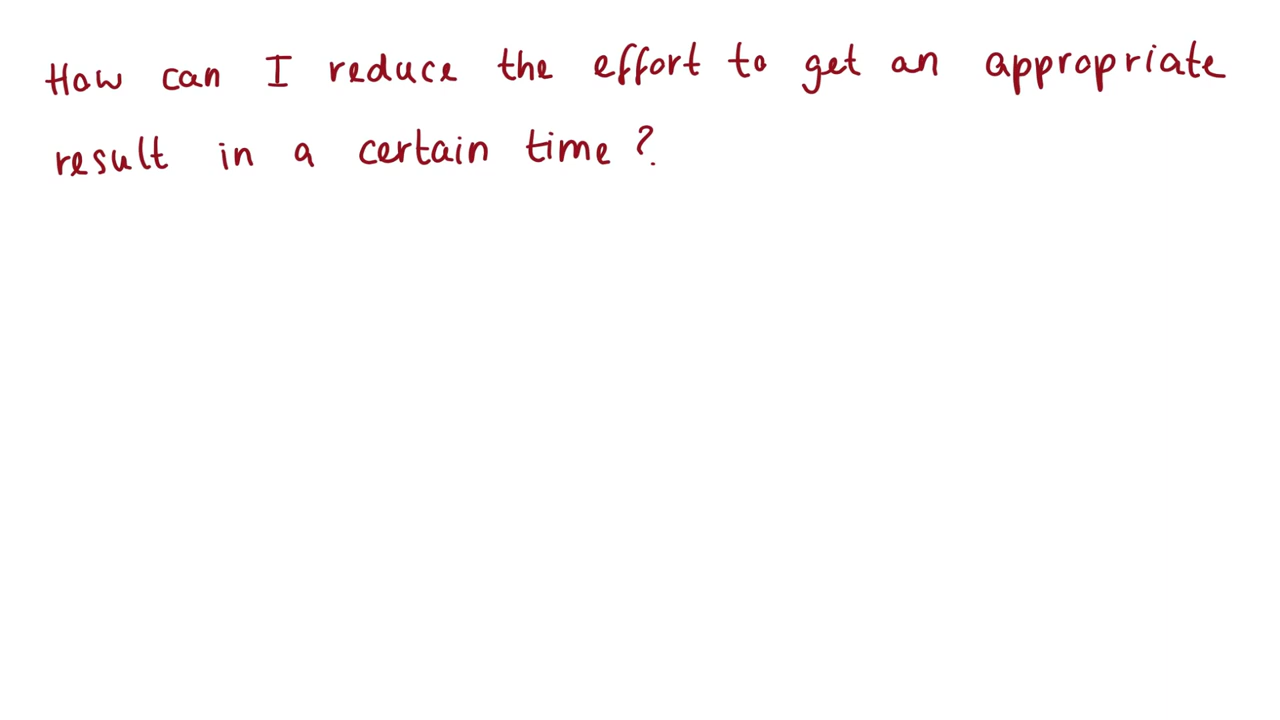 How can I reduce the effort to get an appropriate
result in a certain time?